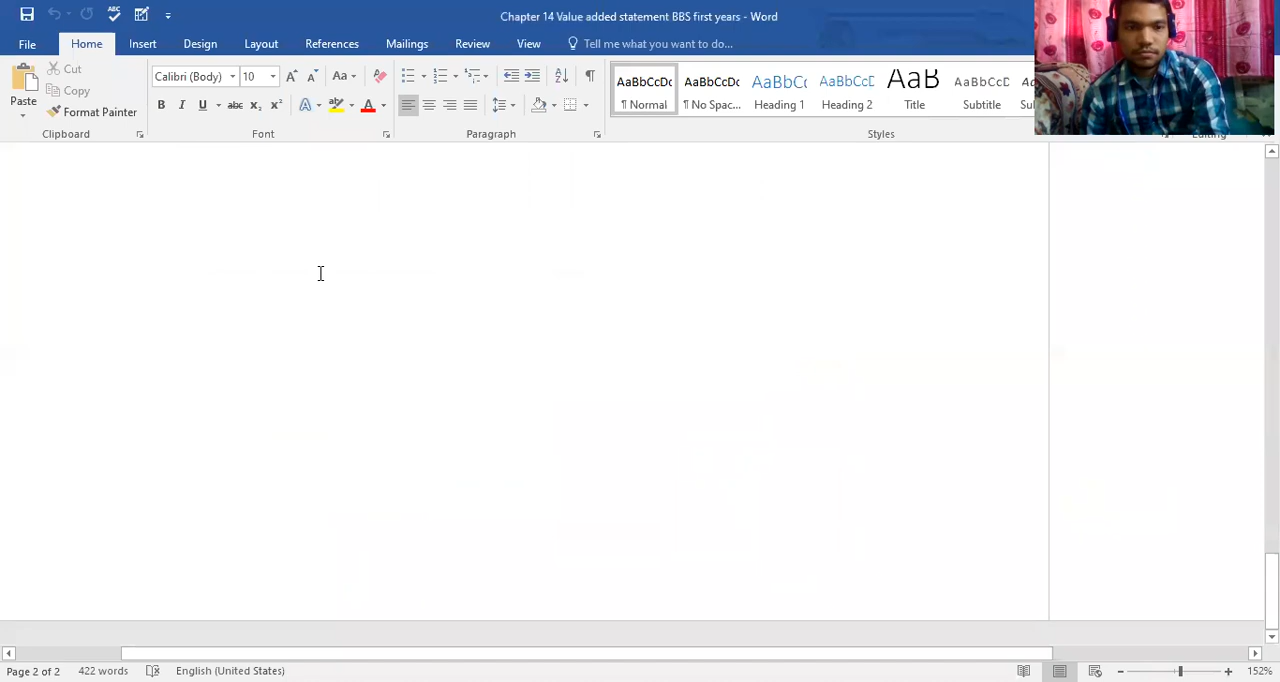 Chapter 14 Value added statement BBS first years - Word
File Home Insert Design Layout References Mailings Review View Tell me what you want to do...
Paste
Cut
Copy
Format Painter
Clipboard
Calibri (Body) 10
Font
Paragraph
AaBbCcDc AaBbCcDc AaBbCc AaBbCcD AaB AaBbCcD
¶ Normal ¶ No Spac... Heading 1 Heading 2 Title Subtitle
Styles
Editing
Page 2 of 2 422 words English (United States) 152%